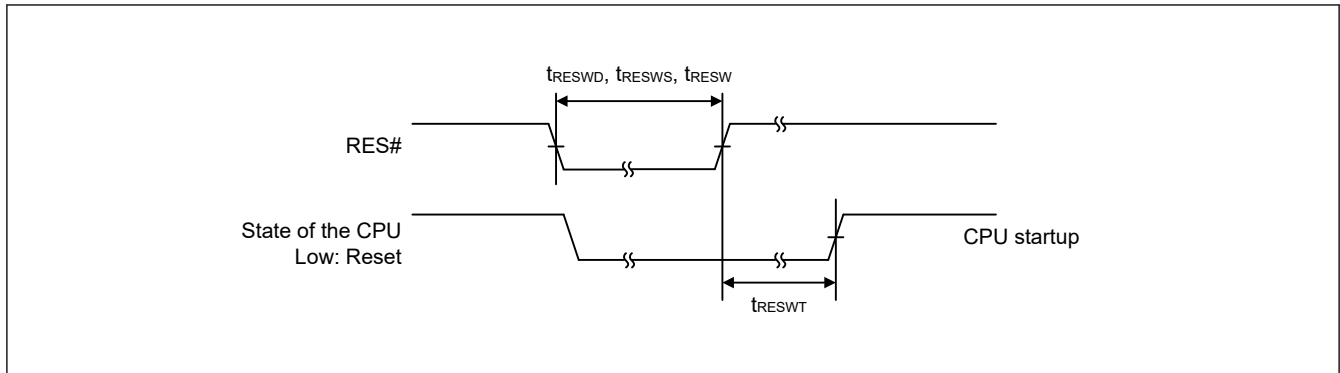 tRESWD, tRESWS, tRESW
RES#
State of the CPU
Low: Reset
CPU startup
tRESWT